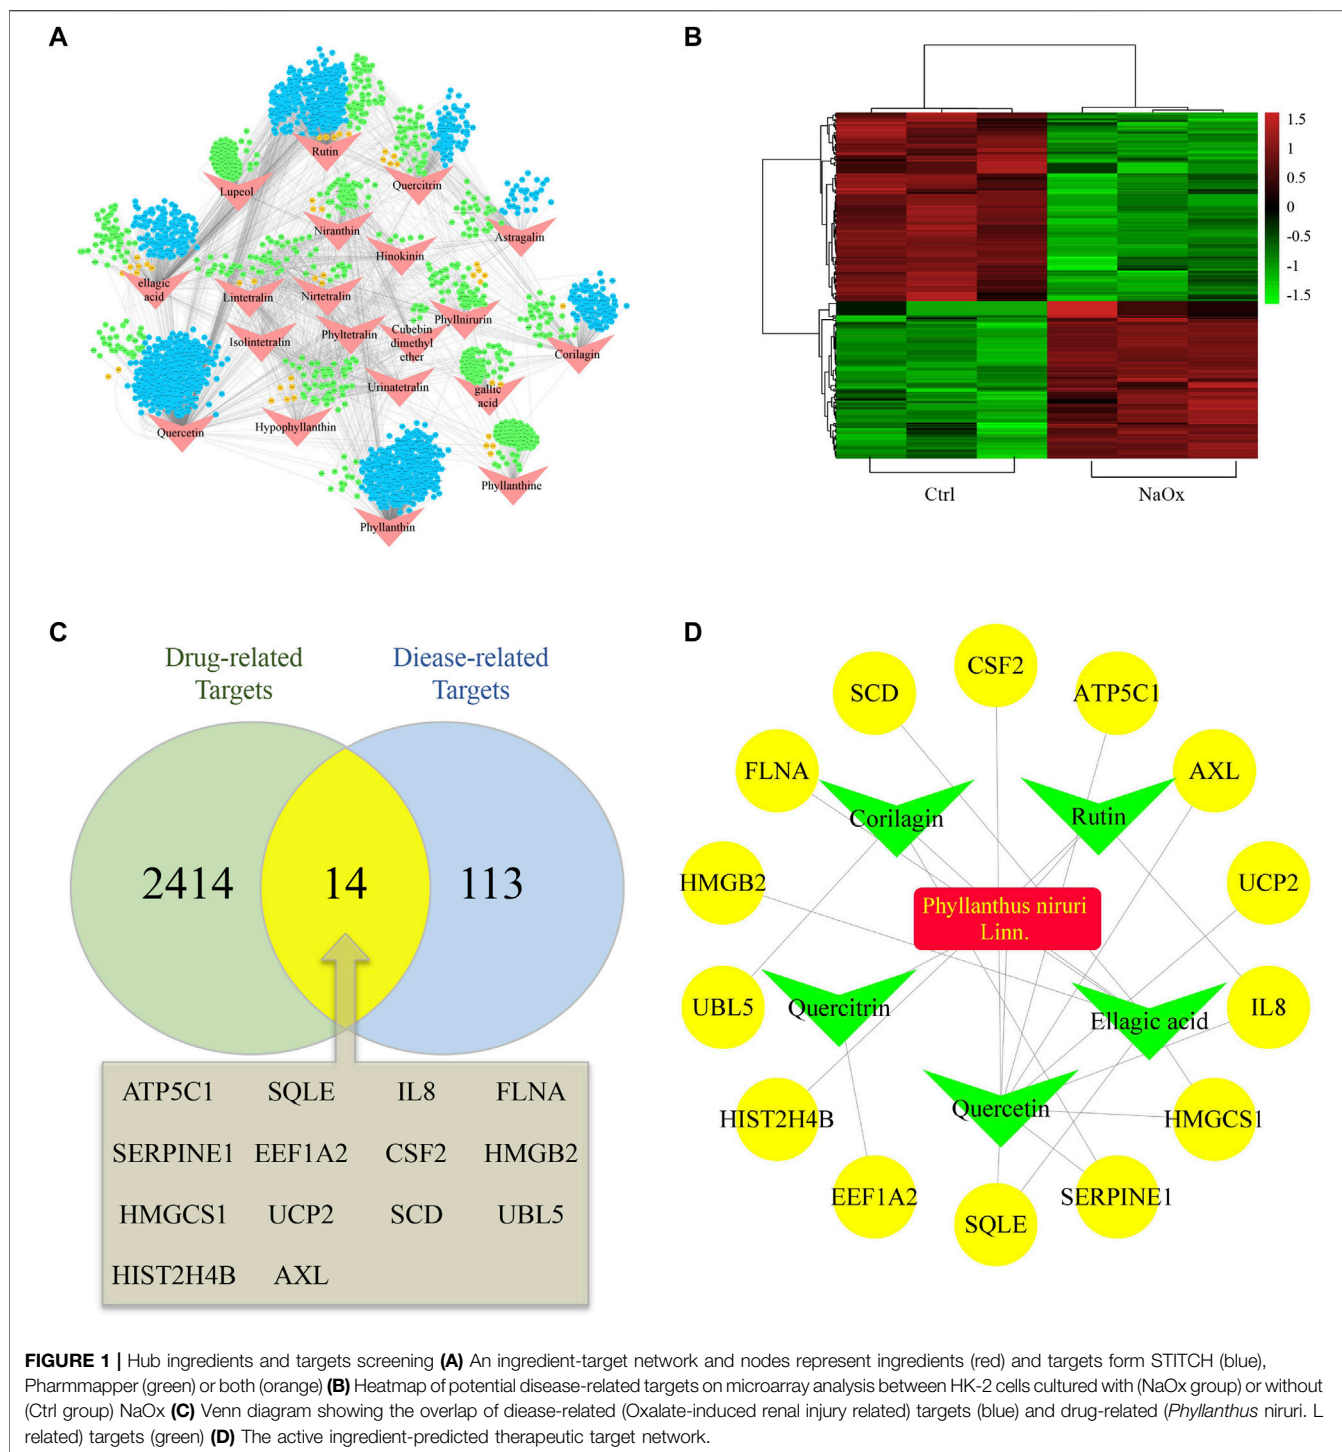 A
Rutin
Lupeol
Quercitrin
Niranthin
Astragalin
Hinokinin
ellagic
acid
Lintetralin
Nirtetralin
Phyllnirurin
Isolintetralin
Phyltetralin
Cubebin
dimethyl
ether
Corilagin
Urinatetralin
gallic
acid
Quercetin
Hypophyllanthin
Phyllanthine
Phyllanthin
B
1.5
1
0.5
0
-0.5
-1
-1.5
Ctrl
NaOx
C
Drug-related
Targets
Diease-related
Targets
2414
14
113
ATP5C1 SQLE IL8 FLNA
SERPINE1 EEF1A2 CSF2 HMGB2
HMGCS1 UCP2 SCD UBL5
HIST2H4B AXL
D
CSF2
SCD
ATP5C1
FLNA
AXL
Corilagin
Rutin
HMGB2
UCP2
Phyllanthus niruri
Linn.
UBL5
Quercitrin
Ellagic acid
IL8
HIST2H4B
Quercetin
HMGCS1
EEF1A2
SERPINE1
SQLE
FIGURE 1 | Hub ingredients and targets screening (A) An ingredient-target network and nodes represent ingredients (red) and targets form STITCH (blue),
Pharmmapper (green) or both (orange) (B) Heatmap of potential disease-related targets on microarray analysis between HK-2 cells cultured with (NaOx group) or without
(Ctrl group) NaOx (C) Venn diagram showing the overlap of diease-related (Oxalate-induced renal injury related) targets (blue) and drug-related (Phyllanthus niruri. L
related) targets (green) (D) The active ingredient-predicted therapeutic target network.